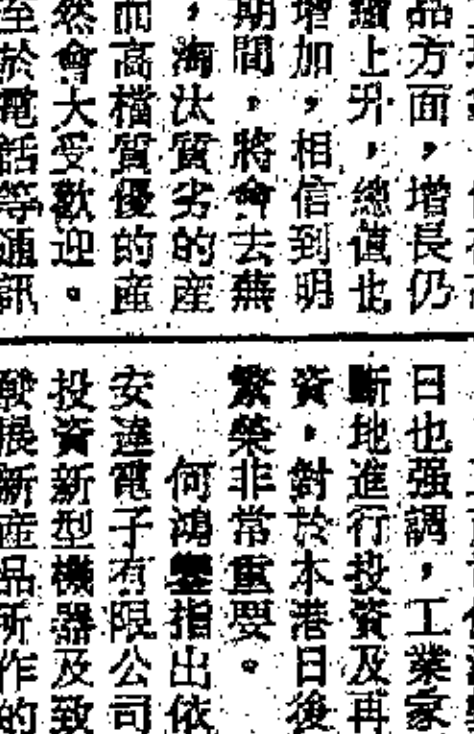 品方面，增長仍
續上升，總值也
增加，相信到明
期間，將會去蕪
，淘汰質劣的産
而高檔質優的産
然會大受歡迎。
至於電話等通訊
日也强調，工業家
斷地進行投資及再
資，對於本港日後
繁榮非常重要。
何鴻鑾指出依
安達電子有限公司
投資新型機器及致
發展新産品所作的